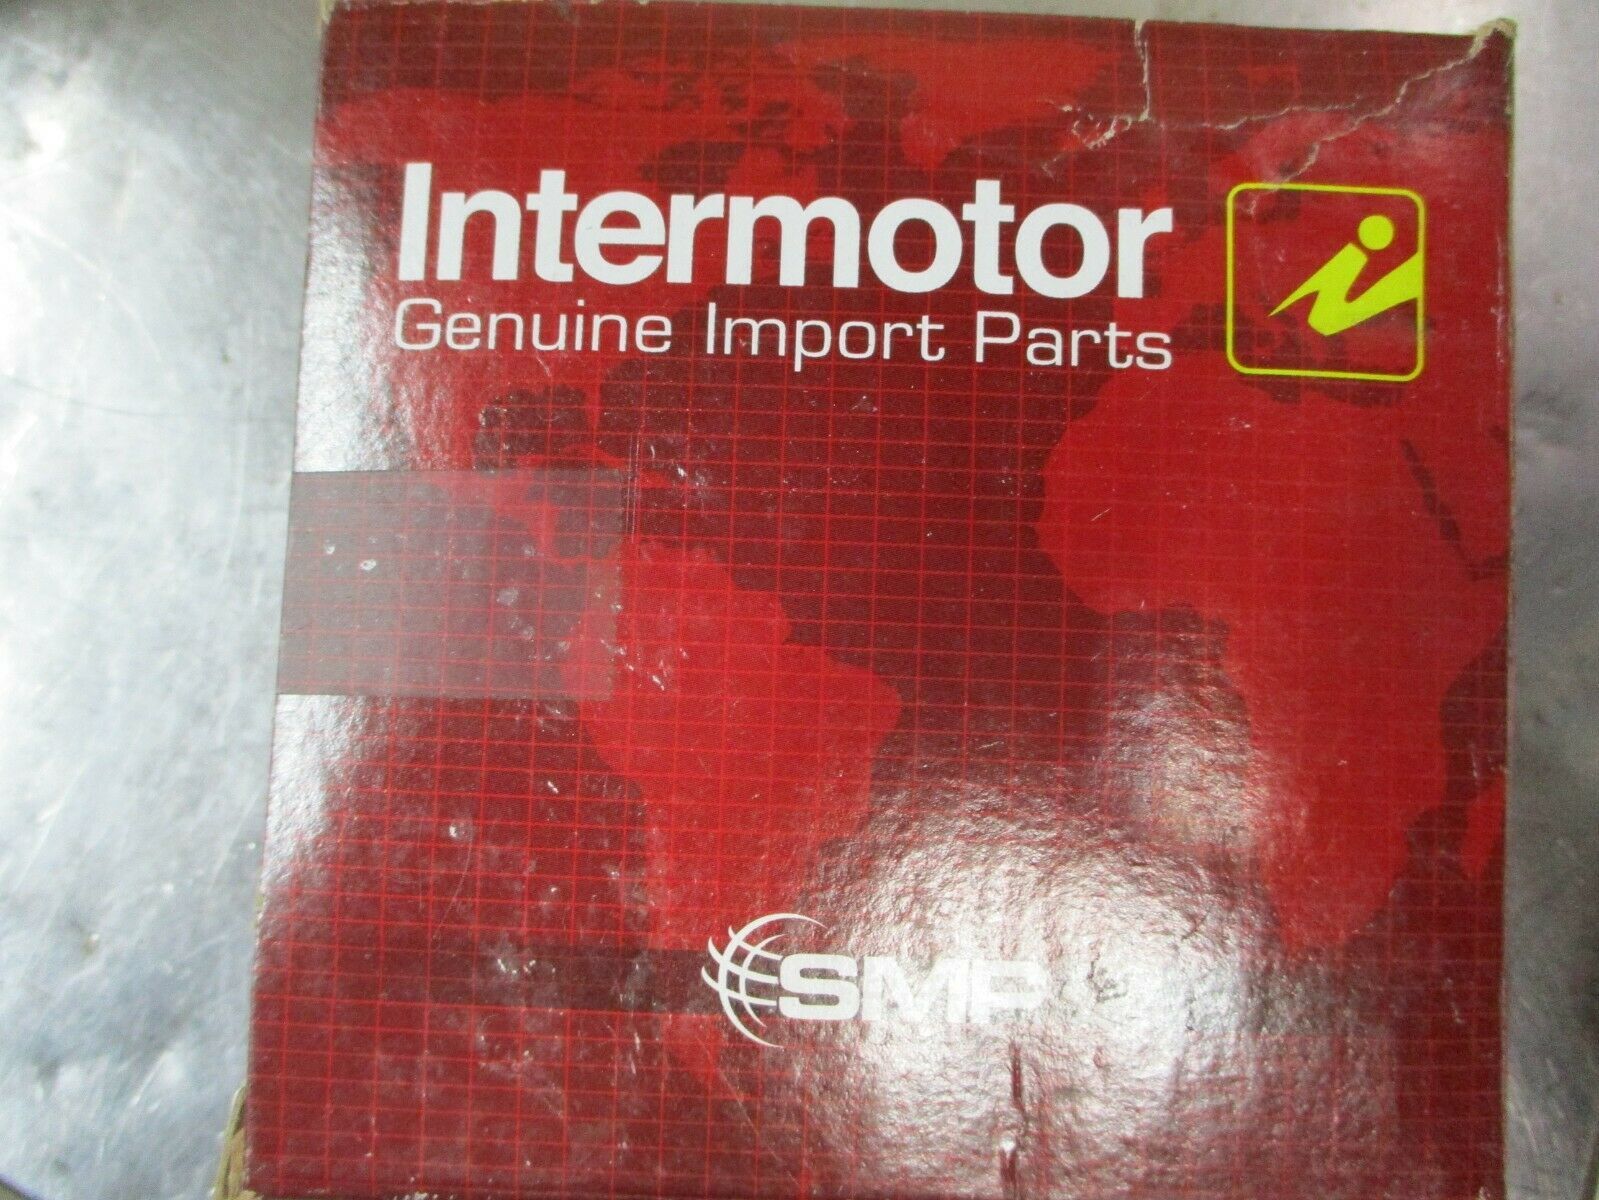 Intermotor
Genuine Import Parts
SMP